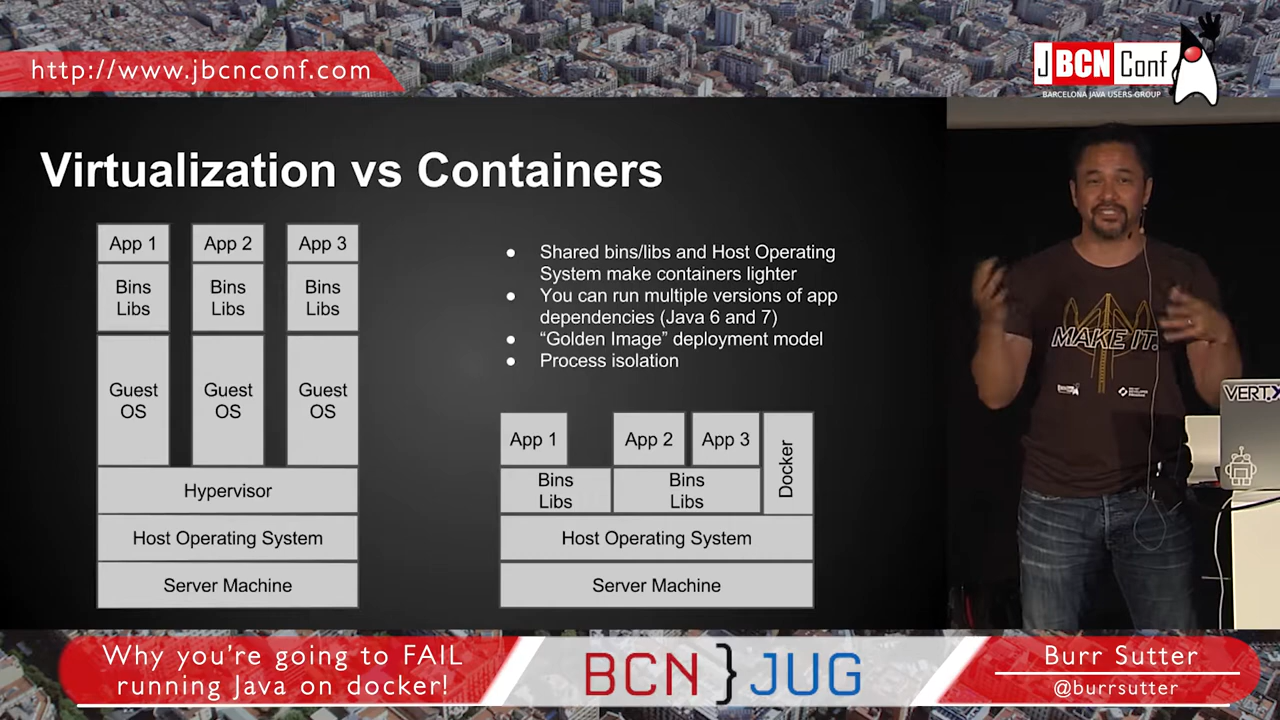 http://www.jbcnconf.com
JBCNConf
BARCELONA JAVA USERS GROUP
Virtualization vs Containers
App 1
App 2
App 3
Bins
Libs
Bins
Libs
Bins
Libs
Guest
OS
Guest
OS
Guest
OS
Hypervisor
Host Operating System
Server Machine
● Shared bins/libs and Host Operating
System make containers lighter
● You can run multiple versions of app
dependencies (Java 6 and 7)
● “Golden Image” deployment model
● Process isolation
App 1
App 2
App 3
Docker
Bins
Libs
Bins
Libs
Host Operating System
Server Machine
MAKE IT.
VERT.X
Why you're going to FAIL
running Java on docker!
BCN}JUG
Burr Sutter
@burrsutter